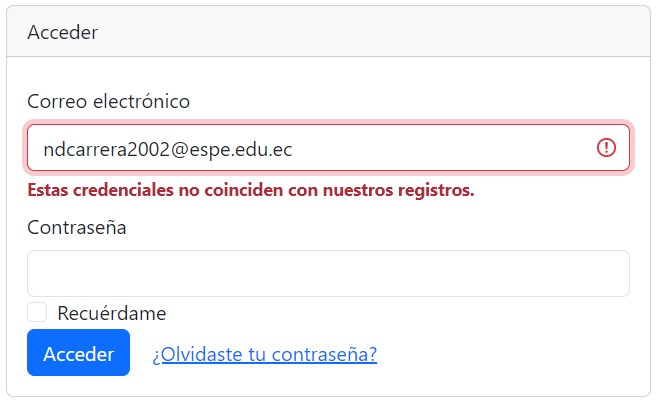 Acceder
Correo electrónico
ndcarrera2002@espe.edu.ec
Estas credenciales no coinciden con nuestros registros.
Contraseña
Recuérdame
Acceder ¿Olvidaste tu contraseña?